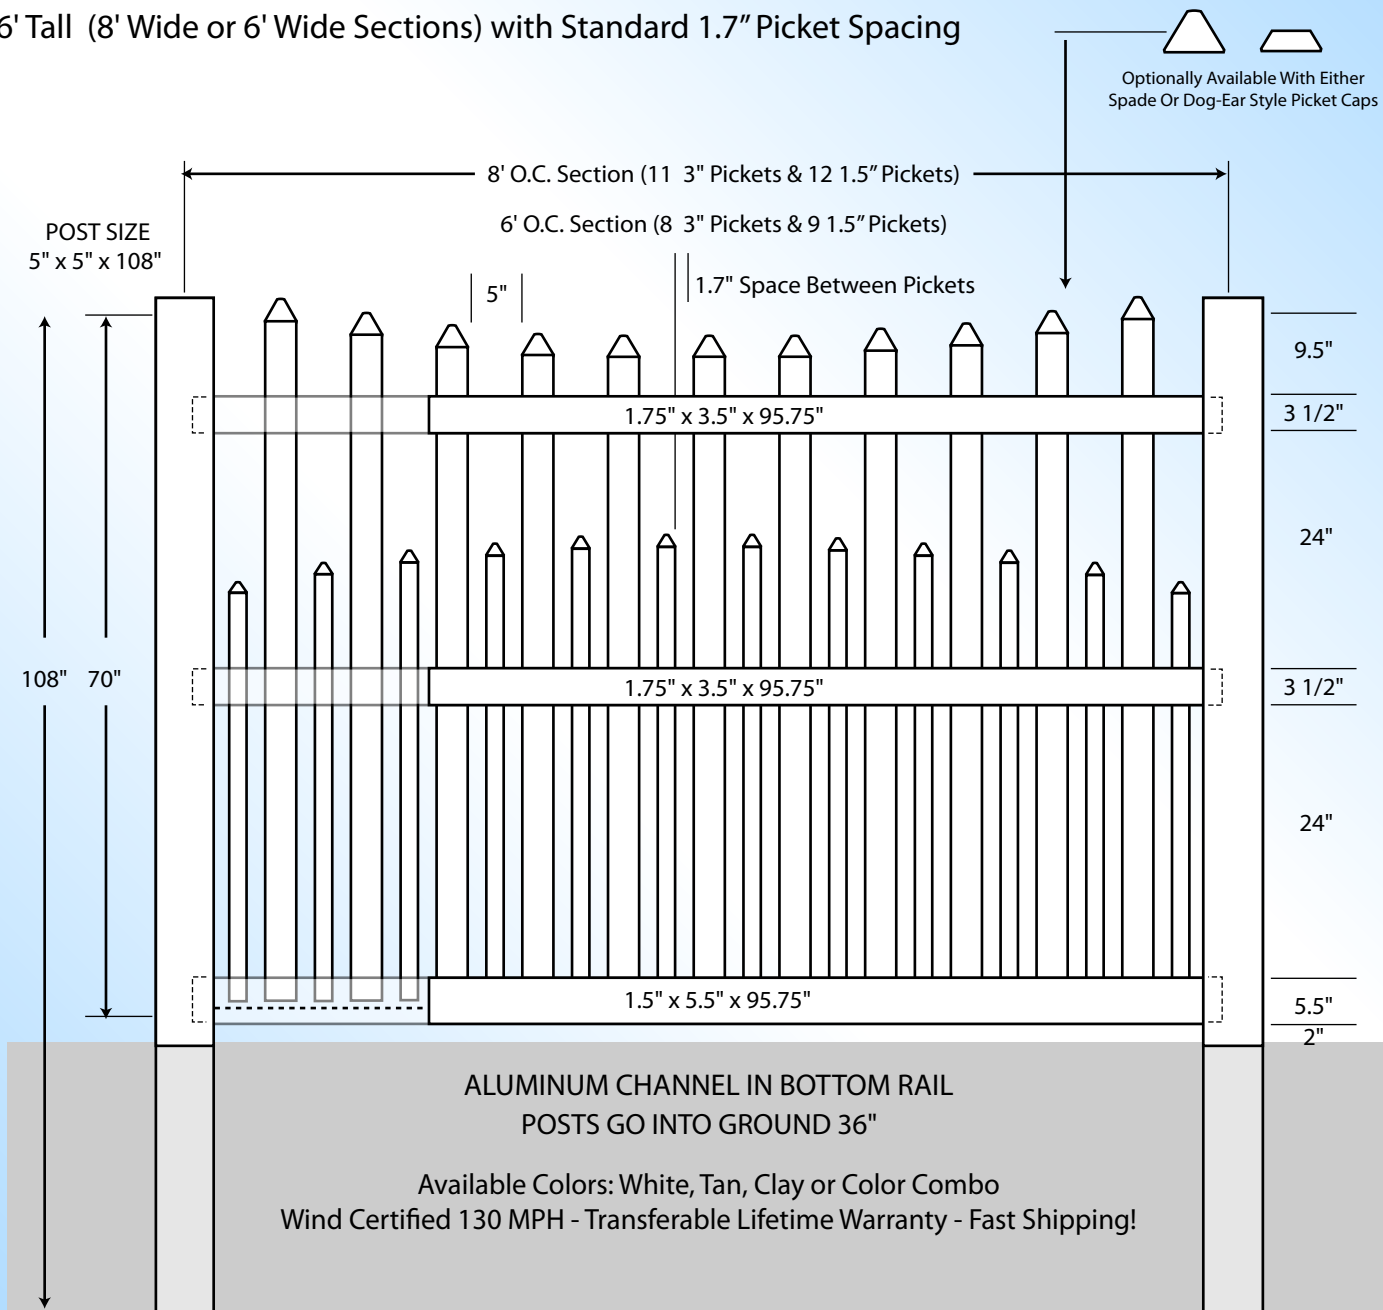 6' Tall (8' Wide or 6' Wide Sections) with Standard 1.7” Picket Spacing
Optionally Available With Either
Spade Or Dog-Ear Style Picket Caps
8' O.C. Section (11 3" Pickets & 12 1.5” Pickets)
6' O.C. Section (8 3" Pickets & 9 1.5” Pickets)
POST SIZE
5" x 5" x 108"
5"
1.7" Space Between Pickets
9.5"
1.75" x 3.5" x 95.75"
3 1/2"
24"
108"
70"
1.75" x 3.5" x 95.75"
3 1/2"
24"
1.5" x 5.5" x 95.75"
5.5"
2"
ALUMINUM CHANNEL IN BOTTOM RAIL
POSTS GO INTO GROUND 36"
Available Colors: White, Tan, Clay or Color Combo
Wind Certified 130 MPH - Transferable Lifetime Warranty - Fast Shipping!